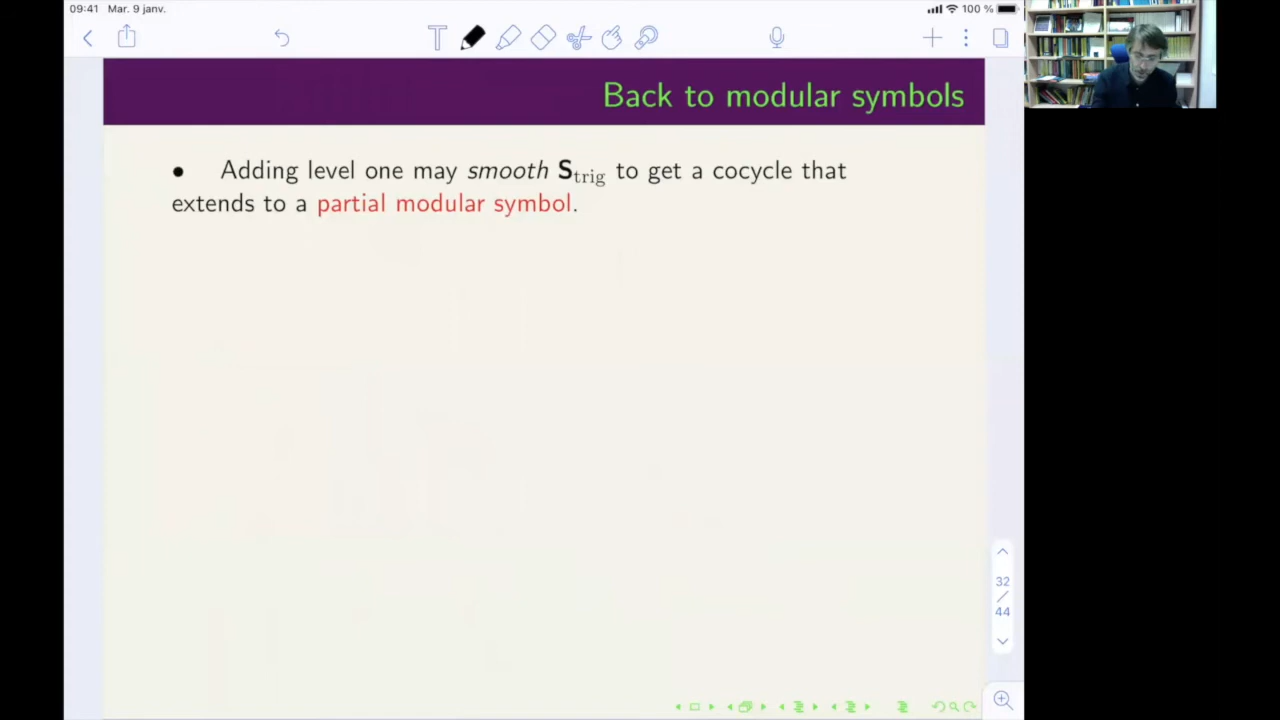 09:41 Mar. 9 janv.
100 %
Back to modular symbols
• Adding level one may smooth S_trig to get a cocycle that
extends to a partial modular symbol.
32
/
44